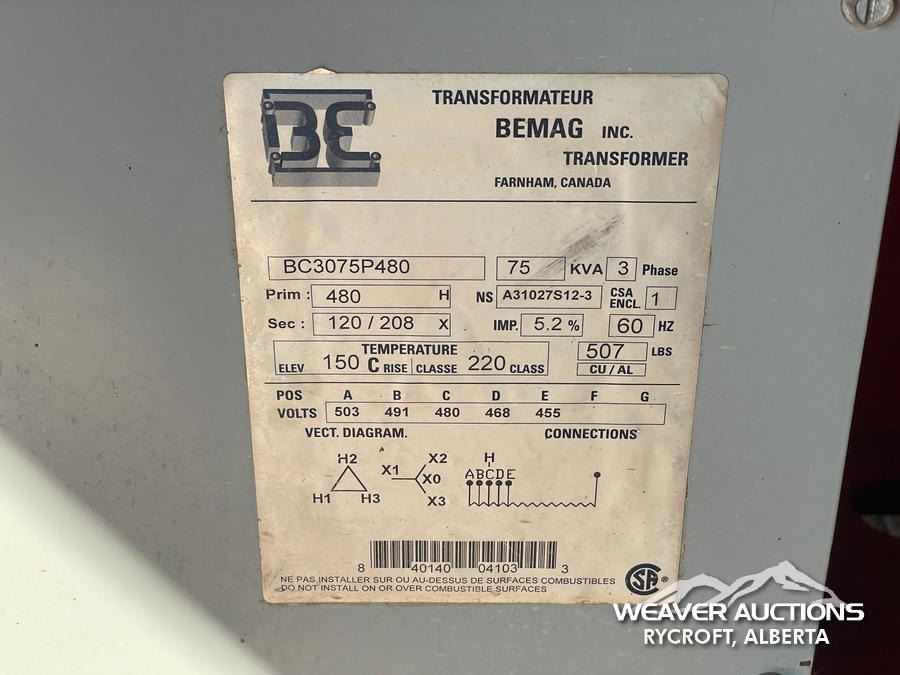 BE
TRANSFORMATEUR
BEMAG INC.
TRANSFORMER
FARNHAM, CANADA
BC3075P480 75 KVA 3 Phase
Prim : 480 H NS A31027S12-3 CSA ENCL. 1
Sec : 120 / 208 X IMP. 5.2 % 60 HZ
TEMPERATURE 507 LBS
ELEV 150 C RISE CLASSE 220 CLASS CU / AL
POS A B C D E F G
VOLTS 503 491 480 468 455
VECT. DIAGRAM. CONNECTIONS
H2 X1 X2 H
H1 H3 X0 X3 ABCDE
8 40140 04103 3
NE PAS INSTALLER SUR OU AU-DESSUS DE SURFACES COMBUSTIBLES
DO NOT INSTALL ON OR OVER COMBUSTIBLE SURFACES
SA ®
WEAVER AUCTIONS
RYCROFT, ALBERTA